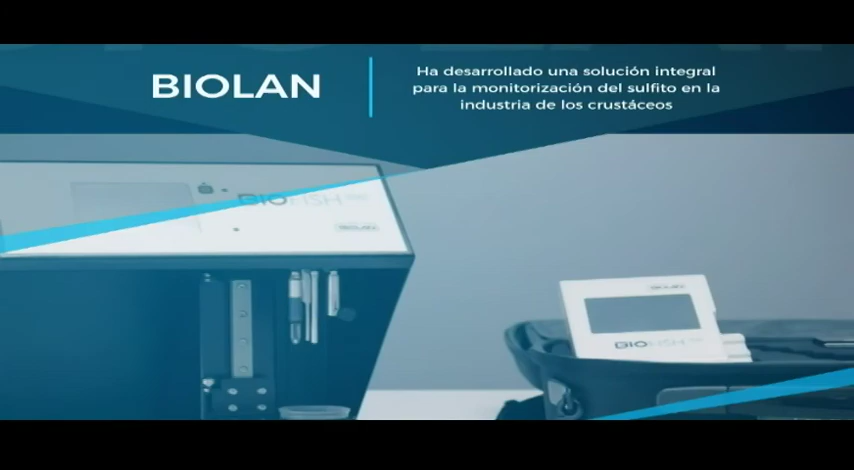 BIOLAN
Ha desarrollado una solución integral
para la monitorización del sulfito en la
industria de los crustáceos
BIOFISH
BIOLAN
BIOLAN
BIOFISH